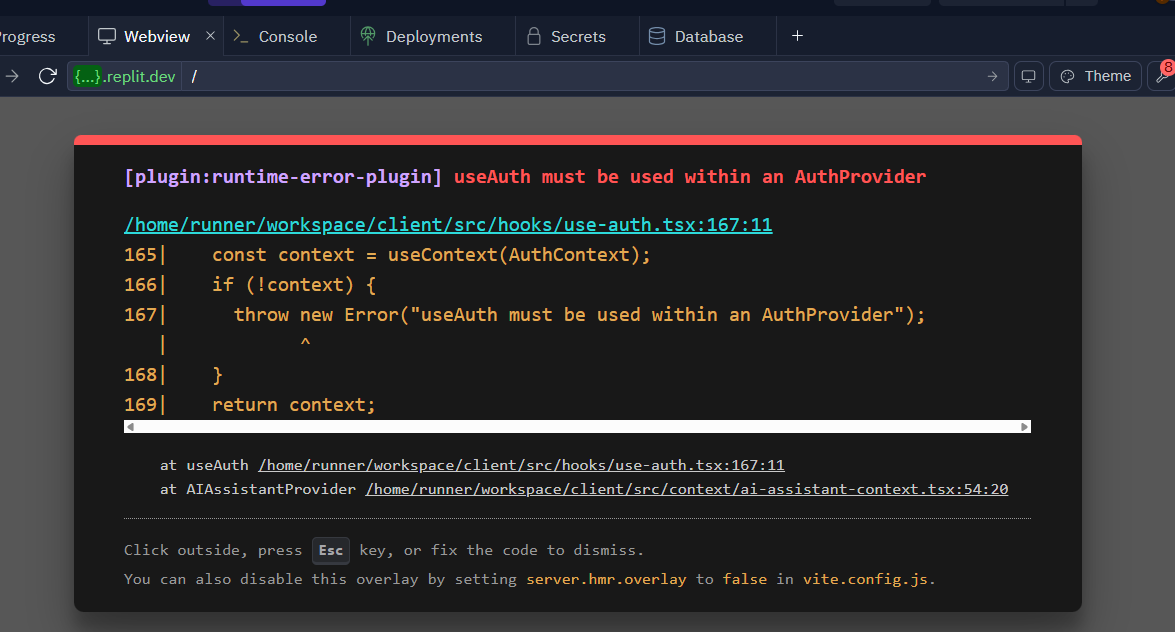 rogress
Webview
Console
Deployments
Secrets
Database
{...}.replit.dev /
Theme
8
[plugin:runtime-error-plugin] useAuth must be used within an AuthProvider
/home/runner/workspace/client/src/hooks/use-auth.tsx:167:11
165|    const context = useContext(AuthContext);
166|    if (!context) {
167|      throw new Error("useAuth must be used within an AuthProvider");
   |            ^
168|    }
169|    return context;
at useAuth /home/runner/workspace/client/src/hooks/use-auth.tsx:167:11
at AIAssistantProvider /home/runner/workspace/client/src/context/ai-assistant-context.tsx:54:20
Click outside, press Esc key, or fix the code to dismiss.
You can also disable this overlay by setting server.hmr.overlay to false in vite.config.js.